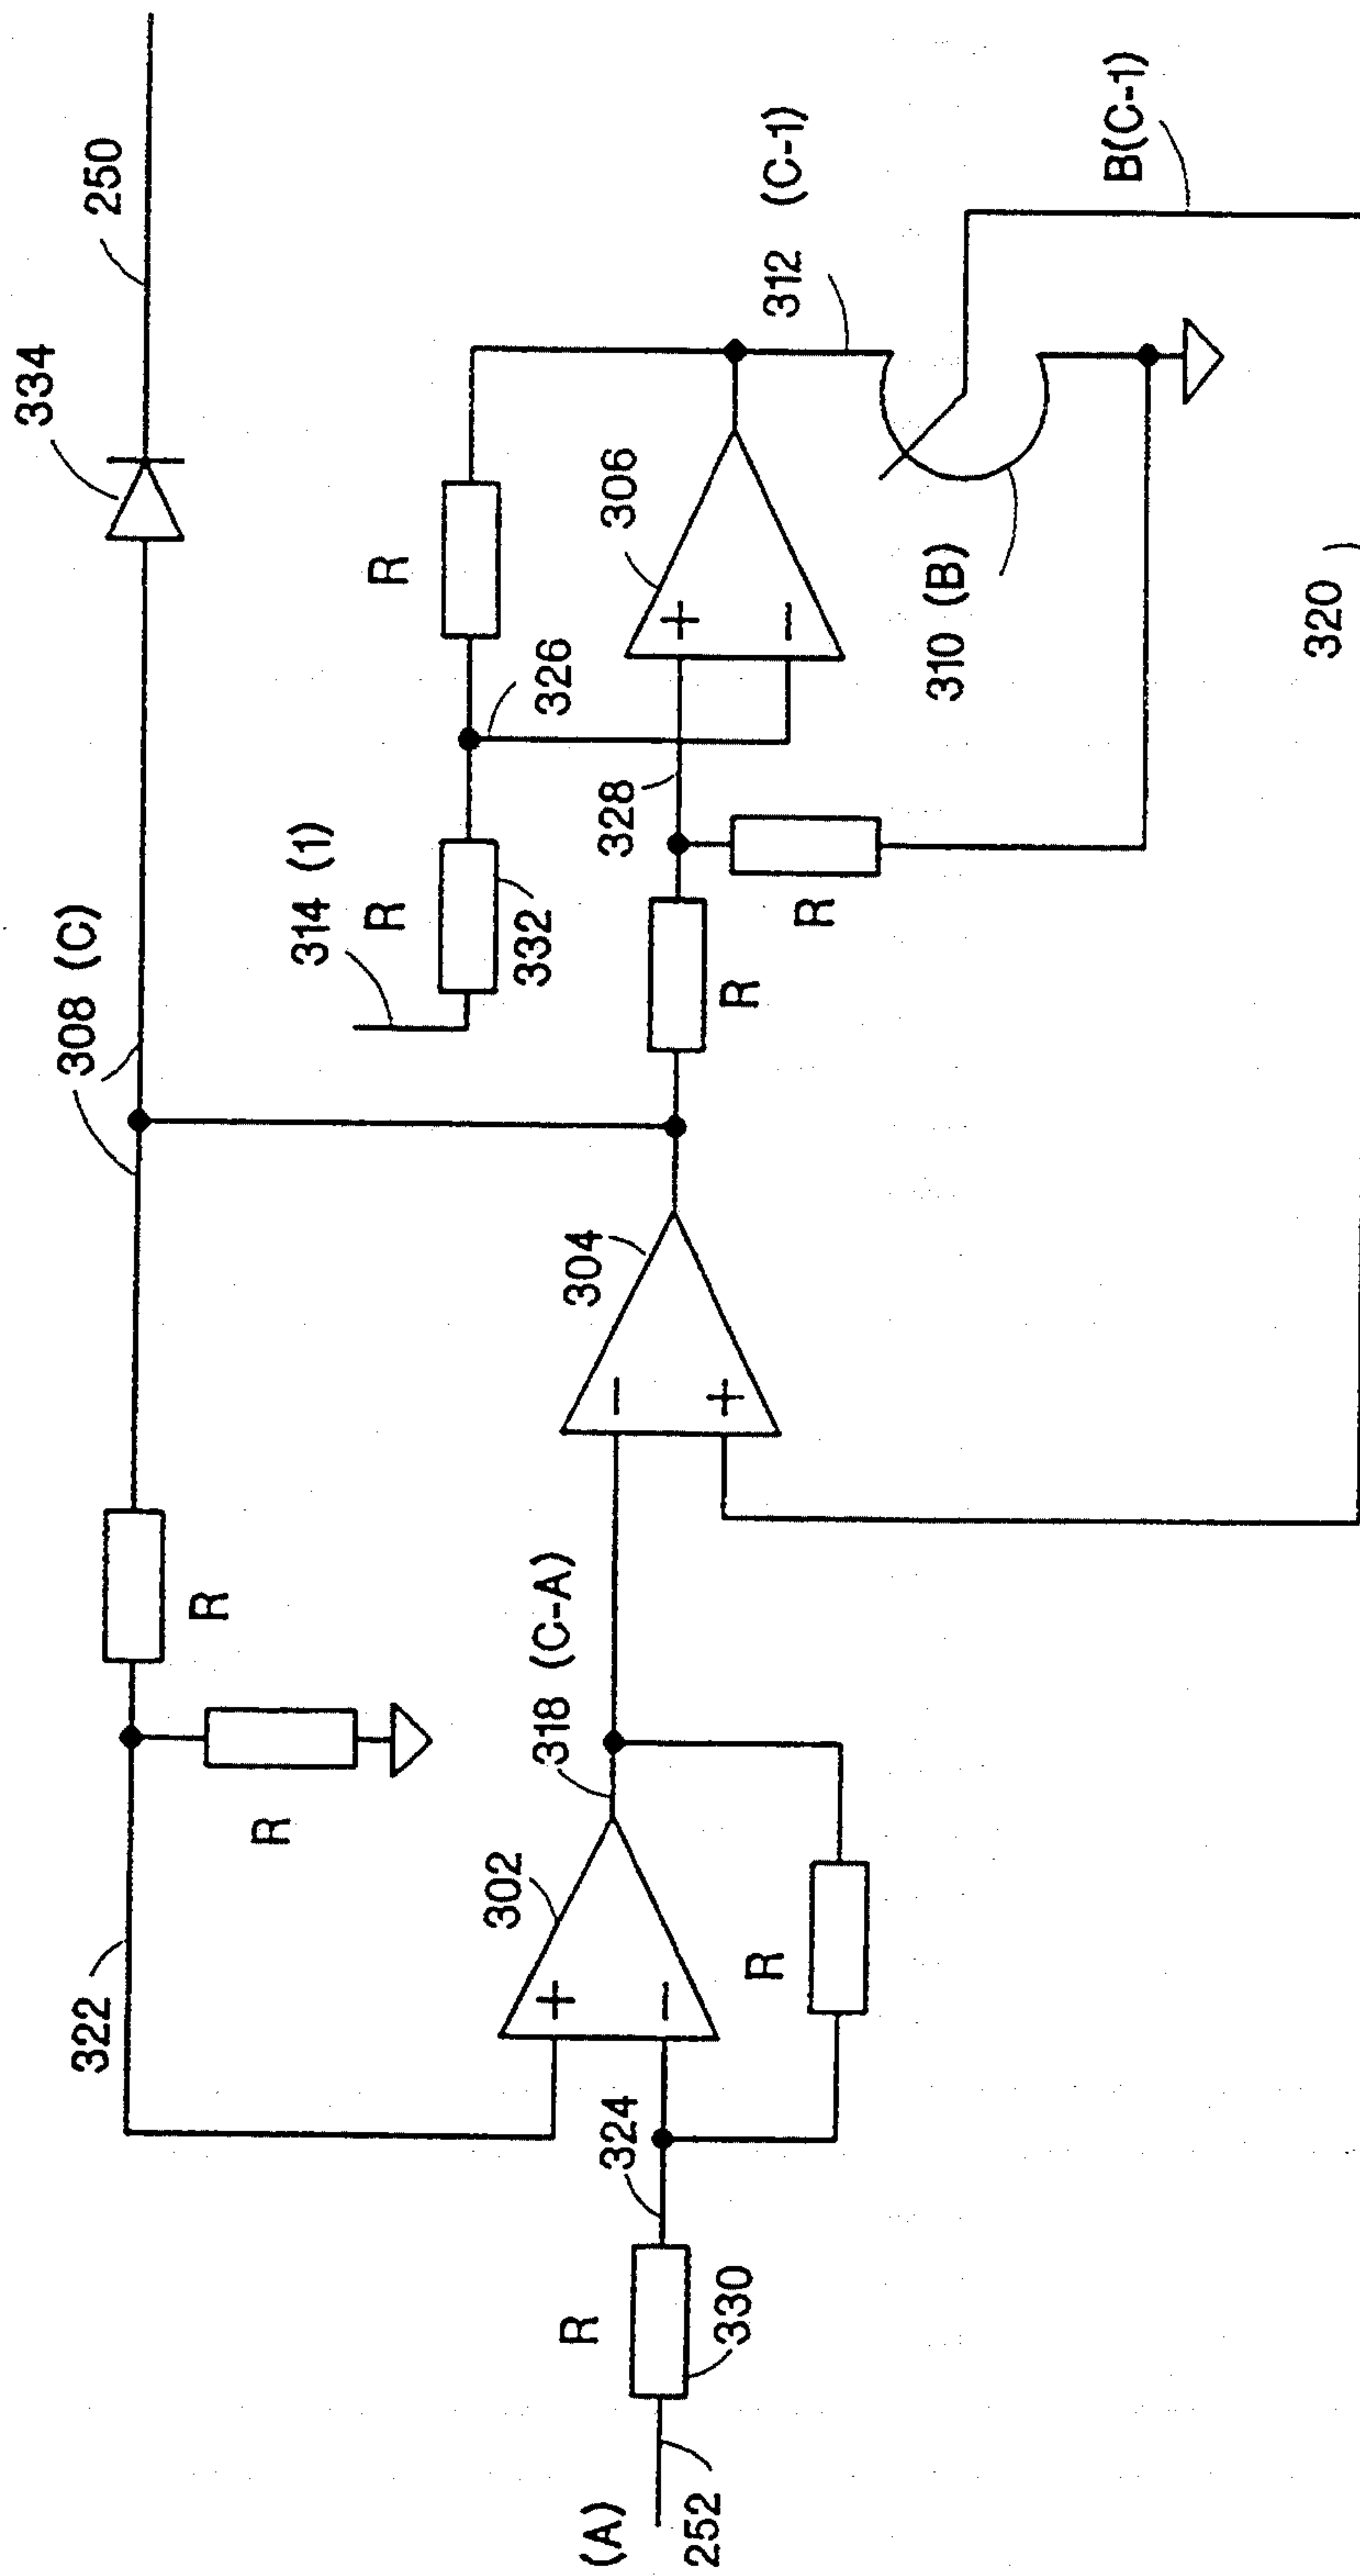 334
250
308 (C)
314 (1)
R
R
332
326
306
312 (C-1)
B(C-1)
328
R
R
310 (B)
320
304
R
R
322
318 (C-A)
302
R
324
R
330
(A)
252
+
−
−
+
+
−